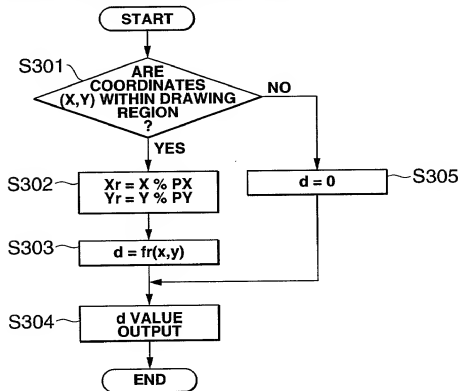 START
S301
ARE
COORDINATES
(X,Y) WITHIN DRAWING
REGION
?
NO
YES
S302
Xr = X % PX
Yr = Y % PY
d = 0
S305
S303
d = fr(x,y)
S304
d VALUE
OUTPUT
END